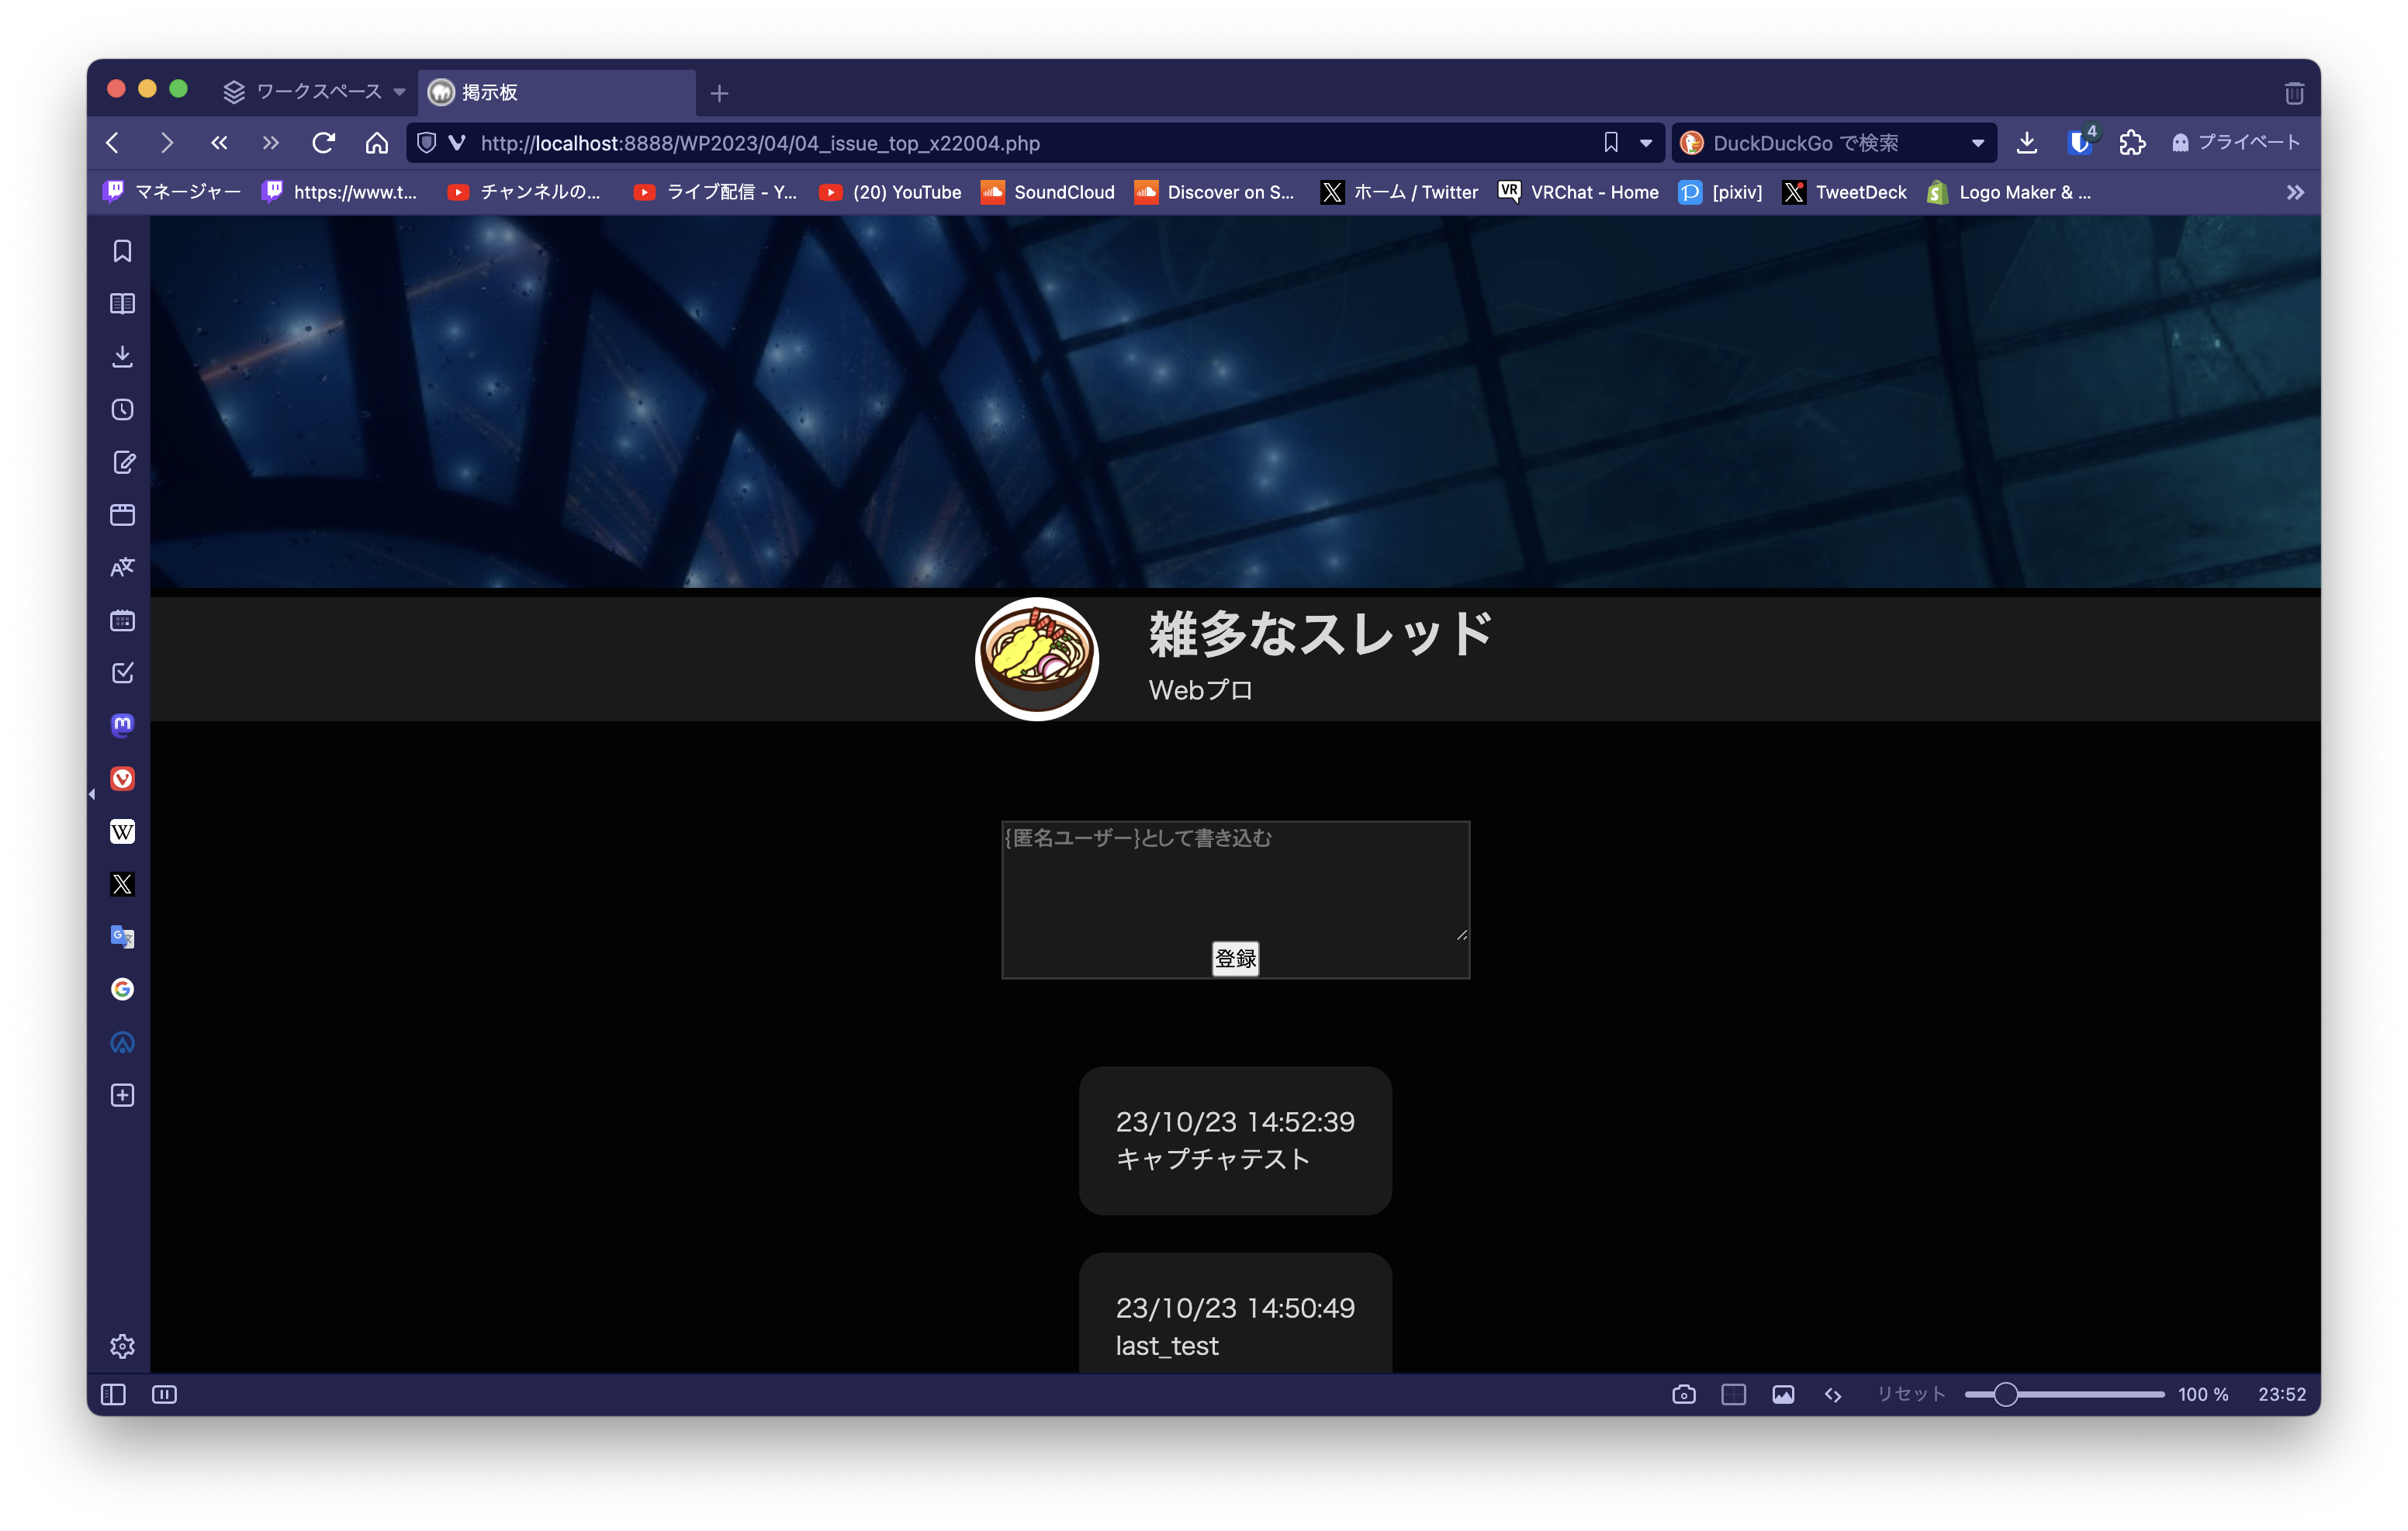 ワークスペース 掲示板
http://localhost:8888/WP2023/04/04_issue_top_x22004.php DuckDuckGo で検索 4 プライベート
マネージャー https://www.t... チャンネルの... ライブ配信 - Y... (20) YouTube SoundCloud Discover on S... ホーム / Twitter VR VRChat - Home [pixiv] TweetDeck Logo Maker & ...
雑多なスレッド
Webプロ
W
{匿名ユーザー}として書き込む
登録
23/10/23 14:52:39
キャプチャテスト
23/10/23 14:50:49
last_test
リセット 100 % 23:52